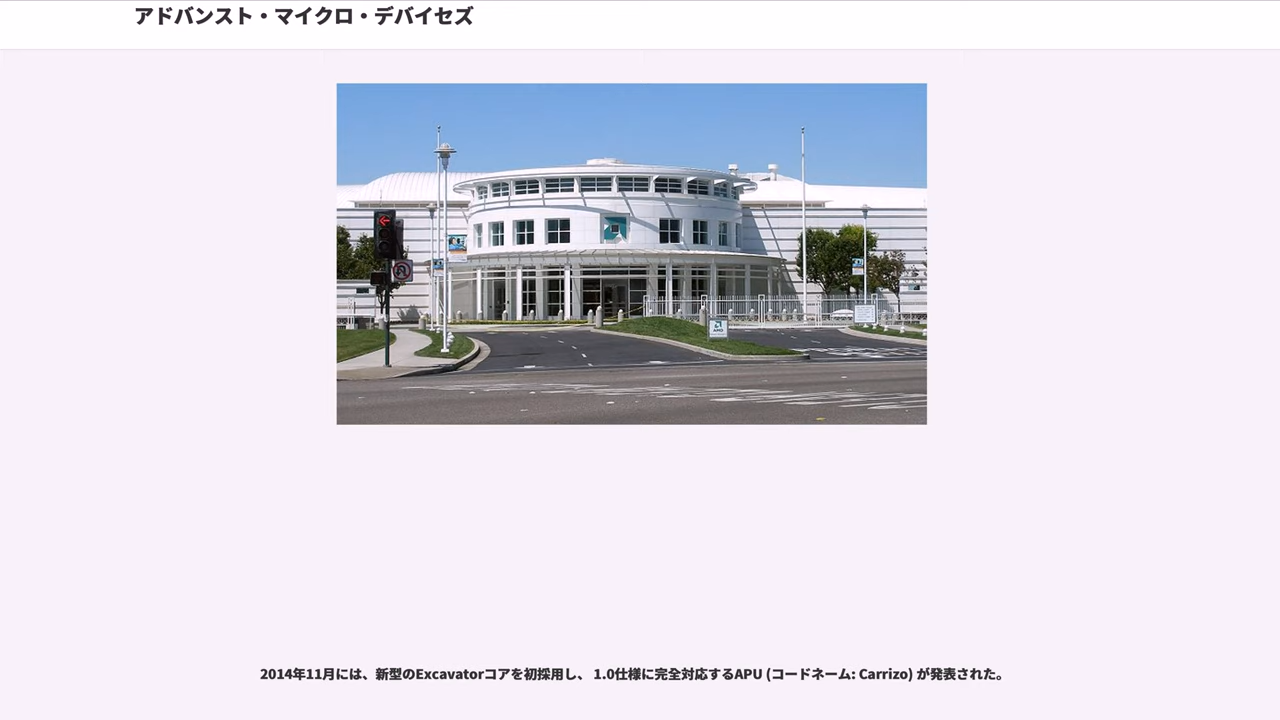 アドバンスト・マイクロ・デバイセズ
AMD
2014年11月には、新型のExcavatorコアを初採用し、 1.0仕様に完全対応するAPU (コードネーム: Carrizo) が発表された。